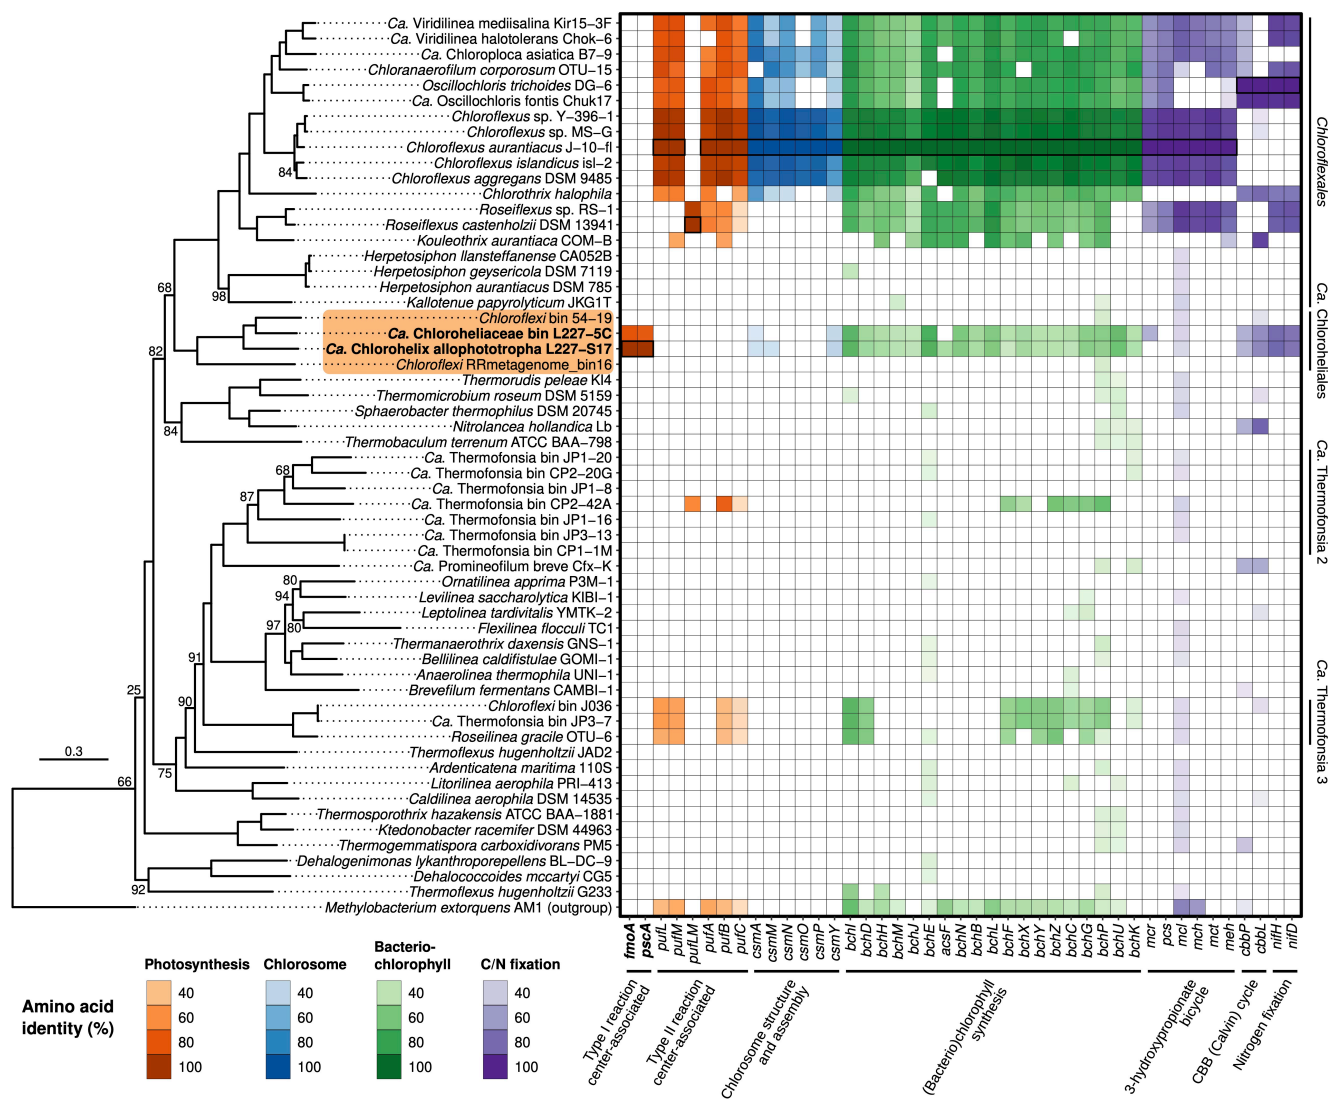 Ca. Viridilinea mediisalina Kir15−3F
Ca. Viridilinea halotolerans Chok−6
Ca. Chloroploca asiatica B7−9
Chloranaerofilum corporosum OTU−15
Oscillochloris trichoides DG−6
Ca. Oscillochloris fontis Chuk17
Chloroflexus sp. Y−396−1
Chloroflexus sp. MS−G
Chloroflexus aurantiacus J−10−fl
Chloroflexus islandicus isl−2
84
Chloroflexus aggregans DSM 9485
Chlorothrix halophila
Roseiflexus sp. RS−1
Roseiflexus castenholzii DSM 13941
Kouleothrix aurantiaca COM−B
Herpetosiphon llansteffanense CA052B
Herpetosiphon geysericola DSM 7119
Herpetosiphon aurantiacus DSM 785
68
98
Kallotenue papyrolyticum JKG1T
Chloroflexi bin 54−19
Ca. Chloroheliaceae bin L227−5C
Ca. Chlorohelix allophototropha L227−S17
82
Chloroflexi RRmetagenome_bin16
Thermorudis peleae KI4
Thermomicrobium roseum DSM 5159
Sphaerobacter thermophilus DSM 20745
Nitrolancea hollandica Lb
84
Thermobaculum terrenum ATCC BAA−798
Ca. Thermofonsia bin JP1−20
68
Ca. Thermofonsia bin CP2−20G
Ca. Thermofonsia bin JP1−8
87
Ca. Thermofonsia bin CP2−42A
Ca. Thermofonsia bin JP1−16
Ca. Thermofonsia bin JP3−13
Ca. Thermofonsia bin CP1−1M
Ca. Promineofilum breve Cfx−K
80
Ornatilinea apprima P3M−1
94
Levilinea saccharolytica KIBI−1
Leptolinea tardivitalis YMTK−2
97
80
Flexilinea flocculi TC1
Thermanaerothrix daxensis GNS−1
91
Bellilinea caldifistulae GOMI−1
Anaerolinea thermophila UNI−1
25
Brevefilum fermentans CAMBI−1
90
Chloroflexi bin J036
Ca. Thermofonsia bin JP3−7
Roseilinea gracile OTU−6
0.3
Thermoflexus hugenholtzii JAD2
75
Ardenticatena maritima 110S
66
Litorilinea aerophila PRI−413
Caldilinea aerophila DSM 14535
Thermosporothrix hazakensis ATCC BAA−1881
Ktedonobacter racemifer DSM 44963
Thermogemmatispora carboxidivorans PM5
Dehalogenimonas lykanthroporepellens BL−DC−9
Dehalococcoides mccartyi CG5
92
Thermoflexus hugenholtzii G233
Methylobacterium extorquens AM1 (outgroup)
Chloroflexales
Ca. Chloroheliales
Ca. Thermofonsia 2
Ca. Thermofonsia 3
fmoA
pscA
pufL
pufM
pufLM
pufA
pufB
pufC
csmA
csmM
csmN
csmO
csmP
csmY
bchI
bchD
bchH
bchM
bchJ
bchE
acsF
bchN
bchB
bchL
bchF
bchX
bchY
bchZ
bchC
bchG
bchP
bchU
bchK
mcr
pcs
mcl
mch
mct
meh
cbbP
cbbL
nifH
nifD
Type I reaction
center-associated
Type II reaction
center-associated
Chlorosome structure
and assembly
(Bacterio)chlorophyll
synthesis
3-hydroxypropionate
bicycle
CBB (Calvin) cycle
Nitrogen fixation
Amino acid
identity (%)
Photosynthesis
40
60
80
100
Chlorosome
40
60
80
100
Bacterio-
chlorophyll
40
60
80
100
C/N fixation
40
60
80
100